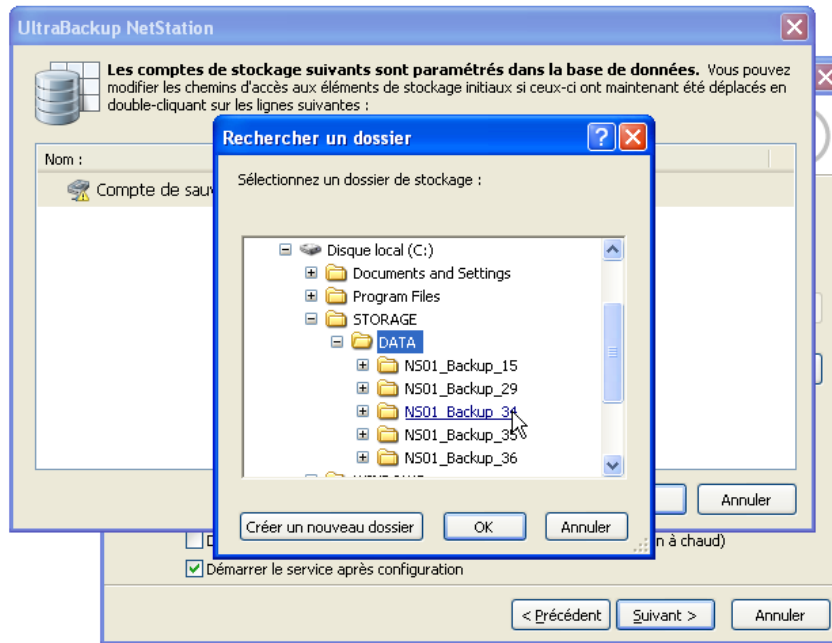 UltraBackup NetStation
Les comptes de stockage suivants sont paramétrés dans la base de données. Vous pouvez
modifier les chemins d'accès aux éléments de stockage initiaux si ceux-ci ont maintenant été déplacés en
double-cliquant sur les lignes suivantes :
Nom :
Compte de
Rechercher un dossier
Sélectionnez un dossier de stockage :
Disque local (C:)
Documents and Settings
Program Files
STORAGE
DATA
NS01_Backup_15
NS01_Backup_29
NS01_Backup_34
NS01_Backup_35
NS01_Backup_36
Créer un nouveau dossier
OK
Annuler
Annuler
n à chaud)
Démarrer le service après configuration
< Précédent
Suivant >
Annuler